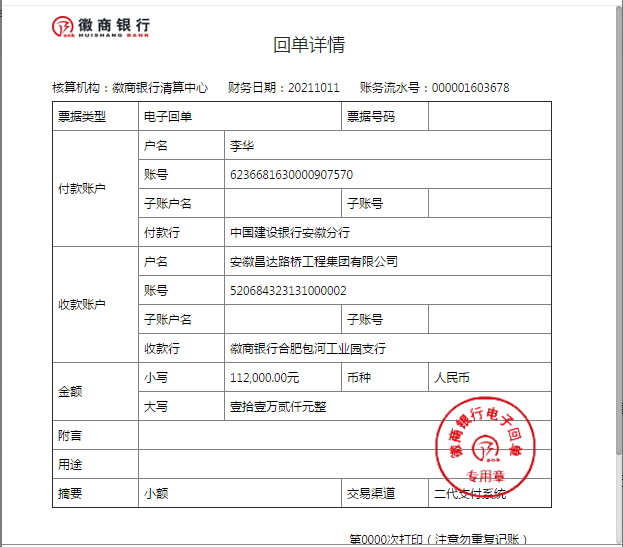 徽商银行
HUISHANG BANK
回单详情
核算机构：徽商银行清算中心 财务日期：20211011 账务流水号：000001603678
票据类型 电子回单 票据号码
付款账户
户名 李华
账号 6236681630000907570
子账户名 子账号
付款行 中国建设银行安徽分行
收款账户
户名 安徽昌达路桥工程集团有限公司
账号 520684323131000002
子账户名 子账号
收款行 徽商银行合肥包河工业园支行
金额
小写 112,000.00元 币种 人民币
大写 壹拾壹万贰仟元整
附言
用途
摘要 小额 交易渠道 二代支付系统
徽商银行电子回单
专用章
第0000次打印（注意勿重复记账）